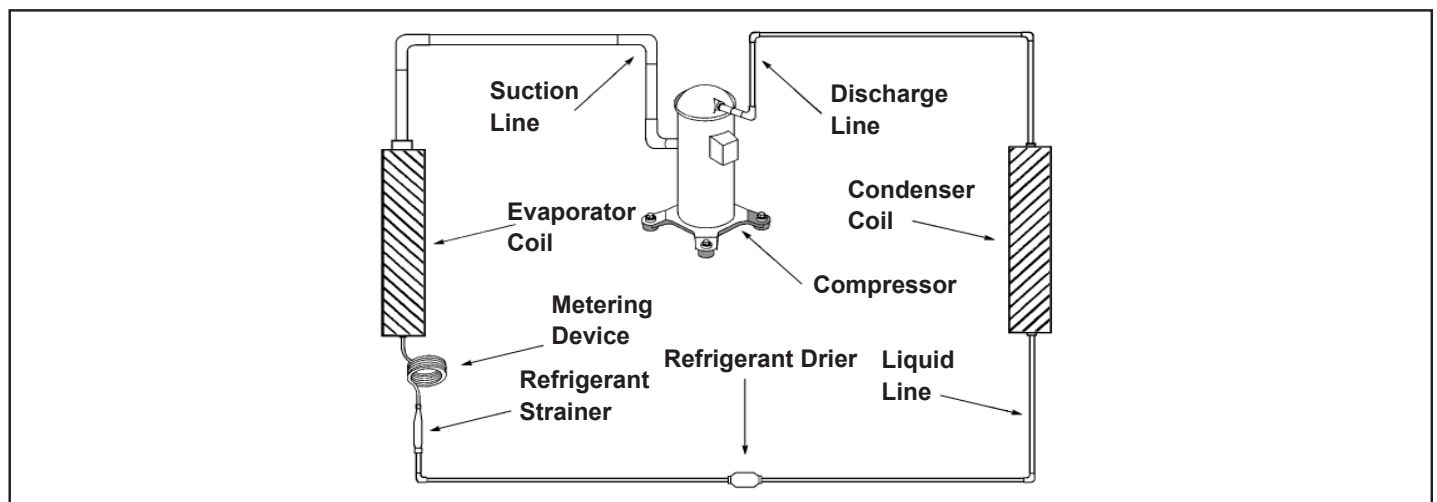 Suction
Line
Discharge
Line
Evaporator
Coil
Condenser
Coil
Compressor
Metering
Device
Refrigerant Drier
Liquid
Line
Refrigerant
Strainer